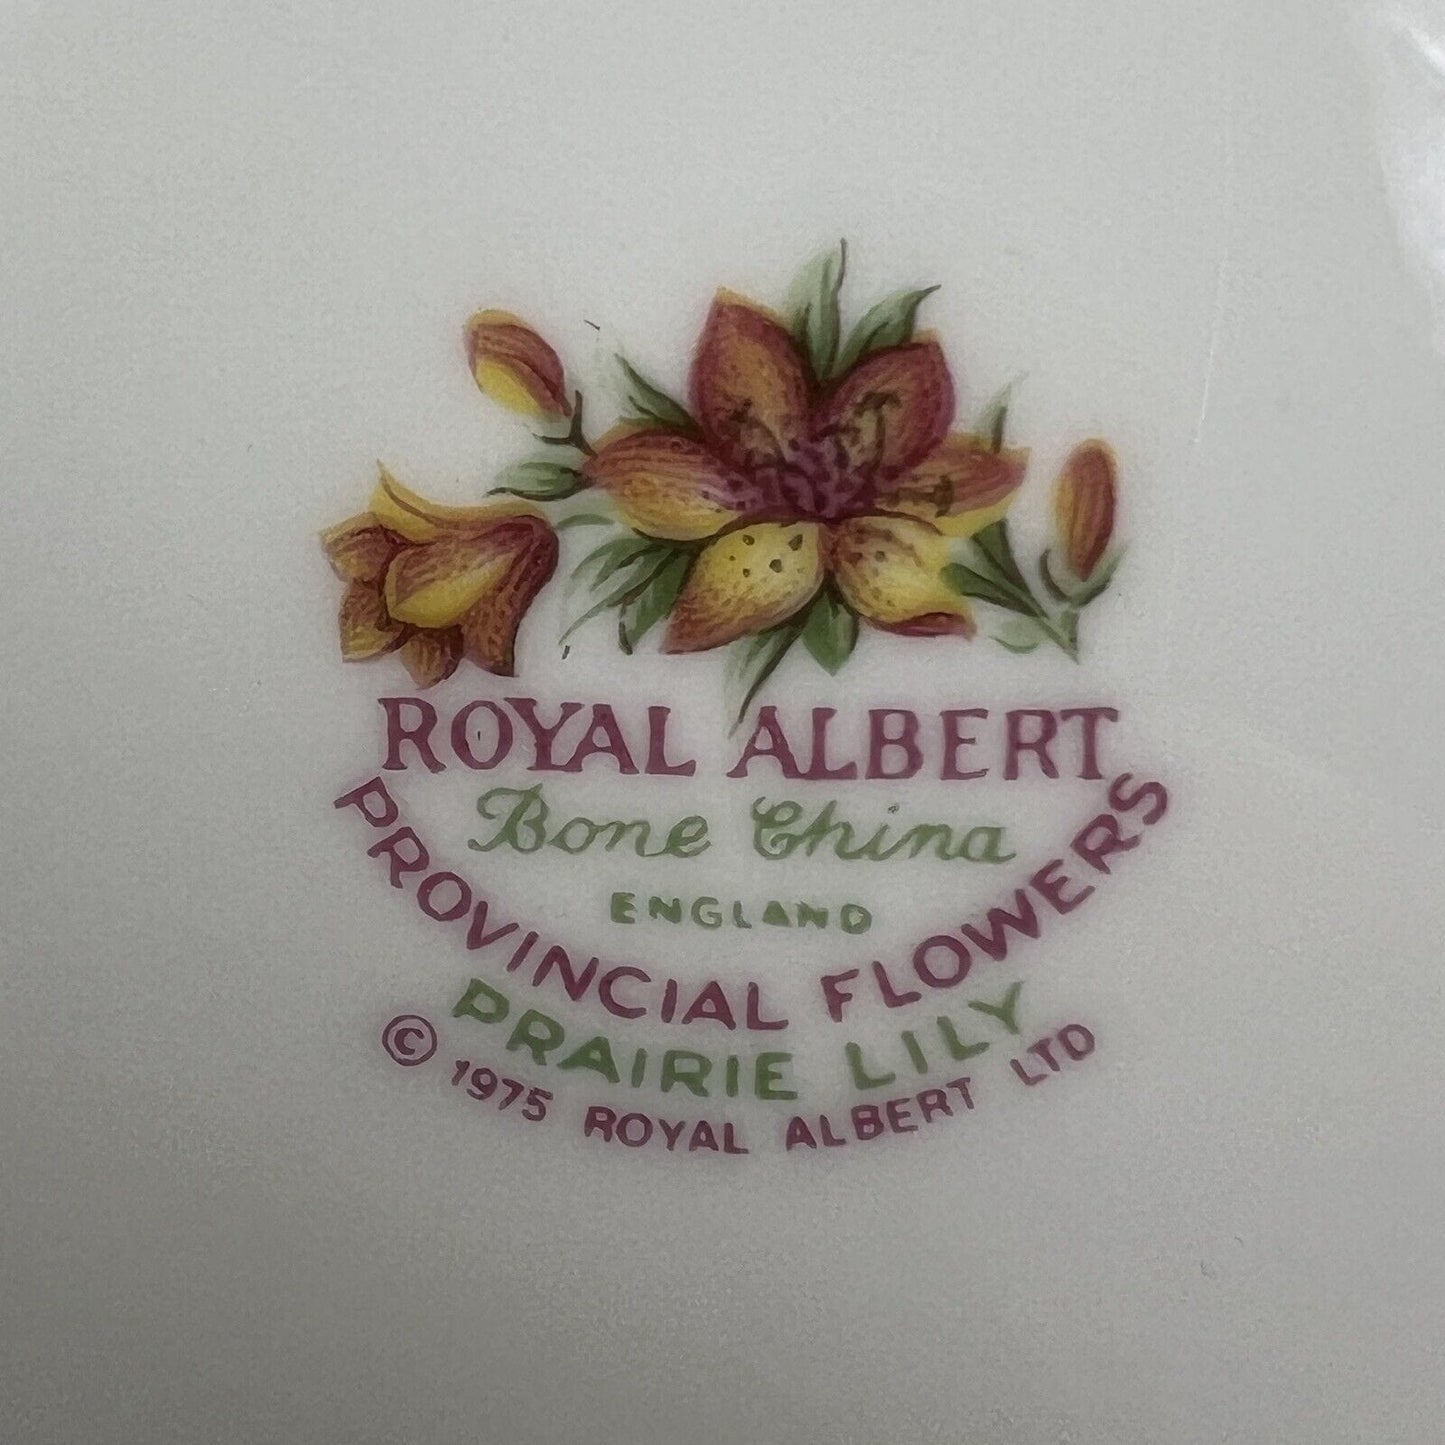 ROYAL ALBERT
Bone China
ENGLAND
PROVINCIAL FLOWERS
PRAIRIE LILY
© 1975 ROYAL ALBERT LTD